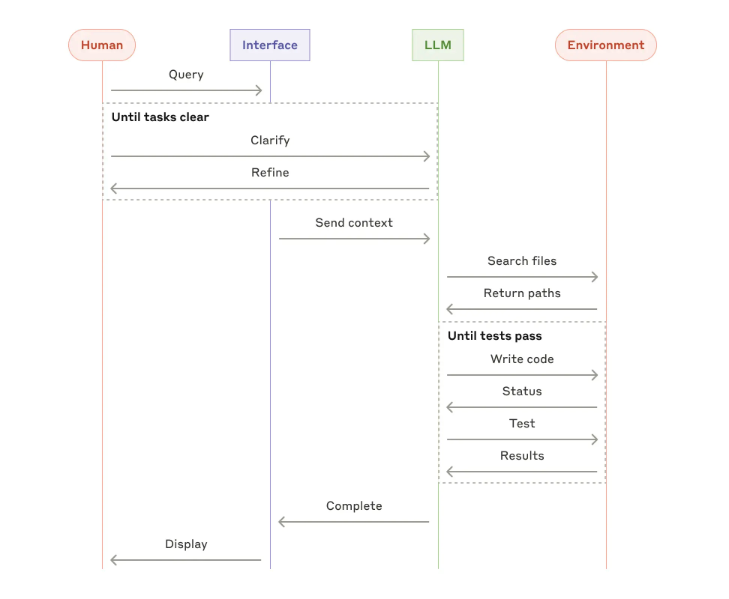 Human
Interface
LLM
Environment
Query
Until tasks clear
Clarify
Refine
Send context
Search files
Return paths
Until tests pass
Write code
Status
Test
Results
Complete
Display